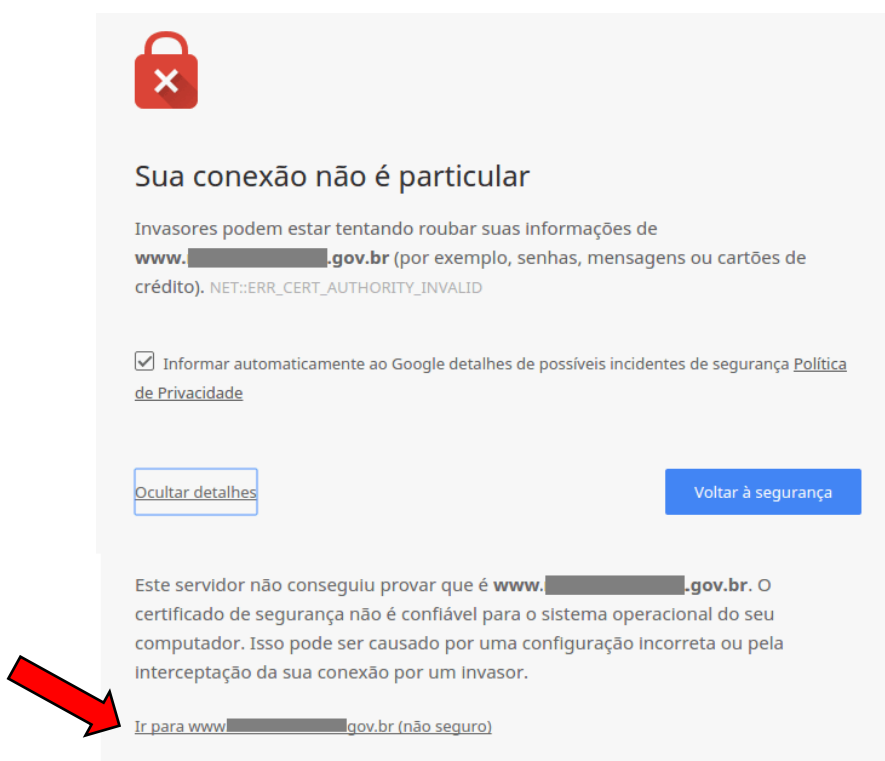 Sua conexão não é particular
Invasores podem estar tentando roubar suas informações de
www. .gov.br (por exemplo, senhas, mensagens ou cartões de
crédito). NET::ERR_CERT_AUTHORITY_INVALID
Informar automaticamente ao Google detalhes de possíveis incidentes de segurança Política
de Privacidade
Ocultar detalhes
Voltar à segurança
Este servidor não conseguiu provar que é www. .gov.br. O
certificado de segurança não é confiável para o sistema operacional do seu
computador. Isso pode ser causado por uma configuração incorreta ou pela
interceptação da sua conexão por um invasor.
Ir para www gov.br (não seguro)